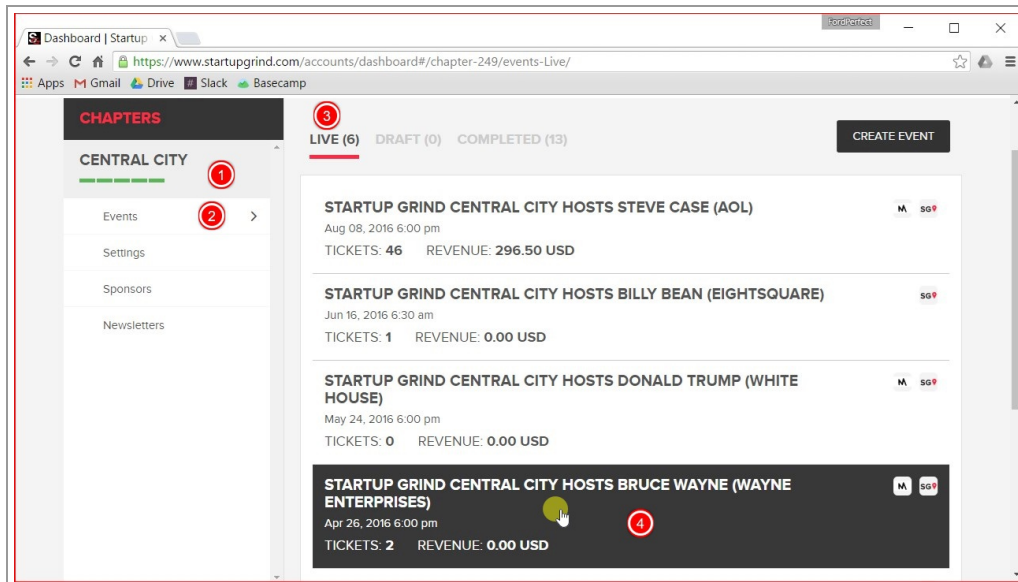 FordPerfect
Dashboard | Startup
https://www.startupgrind.com/accounts/dashboard#/chapter-249/events-Live/
Apps Gmail Drive Slack Basecamp
CHAPTERS
CENTRAL CITY
1
Events 2
Settings
Sponsors
Newsletters
3
LIVE (6) DRAFT (0) COMPLETED (13)
CREATE EVENT
STARTUP GRIND CENTRAL CITY HOSTS STEVE CASE (AOL)
M SG
Aug 08, 2016 6:00 pm
TICKETS: 46 REVENUE: 296.50 USD
STARTUP GRIND CENTRAL CITY HOSTS BILLY BEAN (EIGHTSQUARE)
SG
Jun 16, 2016 6:30 am
TICKETS: 1 REVENUE: 0.00 USD
STARTUP GRIND CENTRAL CITY HOSTS DONALD TRUMP (WHITE
HOUSE)
M SG
May 24, 2016 6:00 pm
TICKETS: 0 REVENUE: 0.00 USD
STARTUP GRIND CENTRAL CITY HOSTS BRUCE WAYNE (WAYNE
ENTERPRISES)
M SG
Apr 26, 2016 6:00 pm
4
TICKETS: 2 REVENUE: 0.00 USD